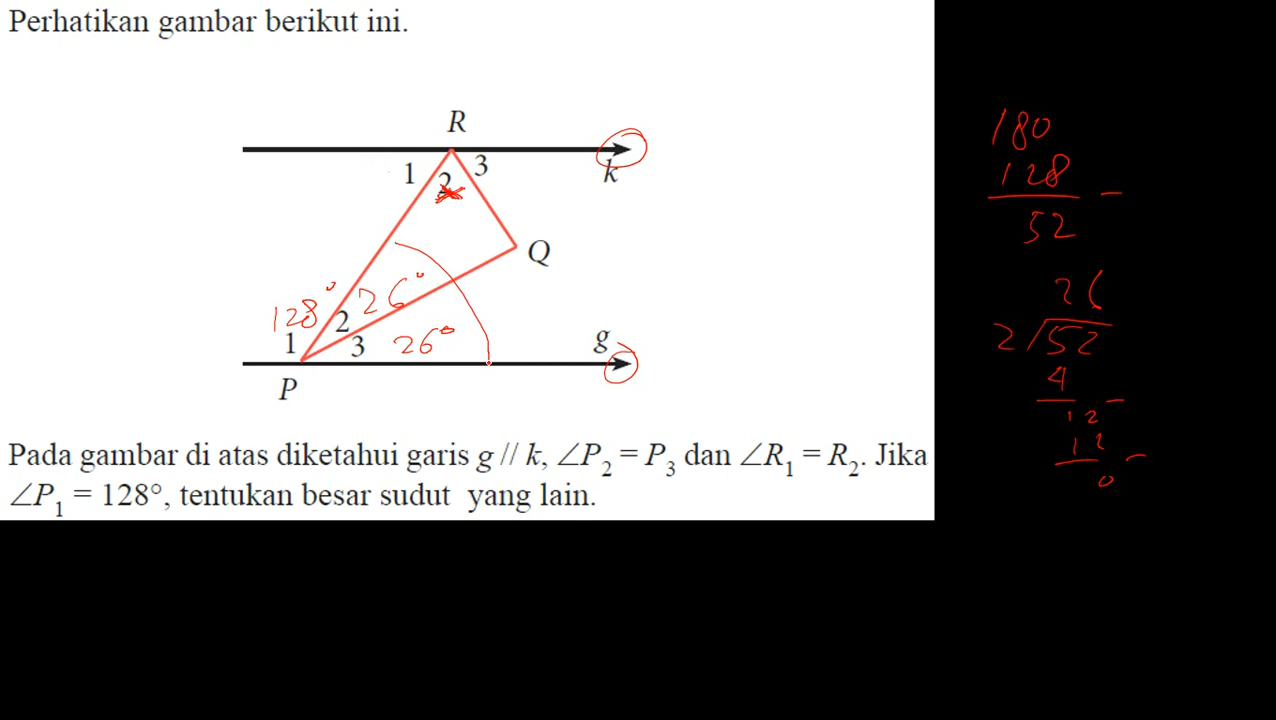 Perhatikan gambar berikut ini.
R
1 2 3 k
Q
128° 26°
1 2 3 26° g
P
Pada gambar di atas diketahui garis g // k, ∠P₂ = P₃ dan ∠R₁ = R₂. Jika
∠P₁ = 128°, tentukan besar sudut yang lain.
180
128 -
52
26
2 / 52
4 -
12
12 -
0